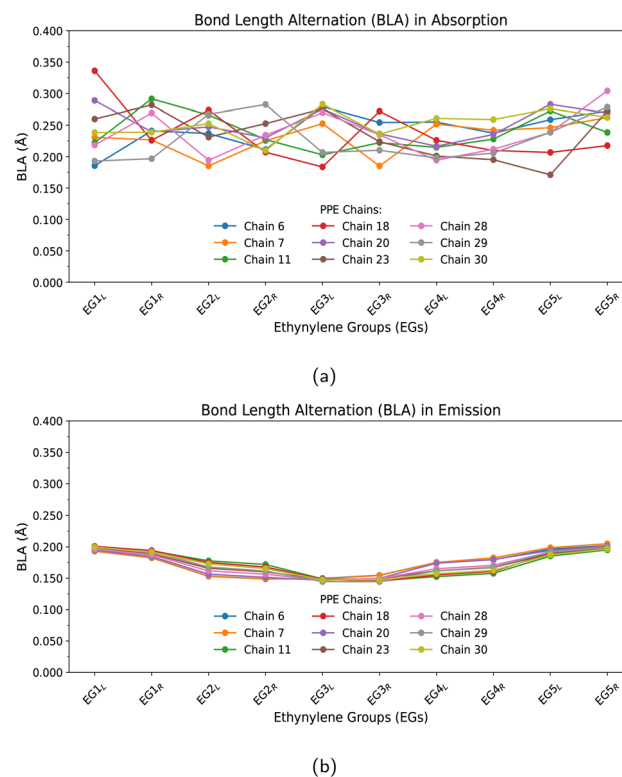 (a)
Bond Length Alternation (BLA) in Absorption
BLA (Å)
0.400
0.350
0.300
0.250
0.200
0.150
0.100
0.050
0.000
PPE Chains:
Chain 6 Chain 18 Chain 28
Chain 7 Chain 20 Chain 29
Chain 11 Chain 23 Chain 30
EG1L EG1R EG2L EG2R EG3L EG3R EG4L EG4R EG5L EG5R
Ethynylene Groups (EGs)
(a)
Bond Length Alternation (BLA) in Emission
BLA (Å)
0.400
0.350
0.300
0.250
0.200
0.150
0.100
0.050
0.000
PPE Chains:
Chain 6 Chain 18 Chain 28
Chain 7 Chain 20 Chain 29
Chain 11 Chain 23 Chain 30
EG1L EG1R EG2L EG2R EG3L EG3R EG4L EG4R EG5L EG5R
Ethynylene Groups (EGs)
(b)